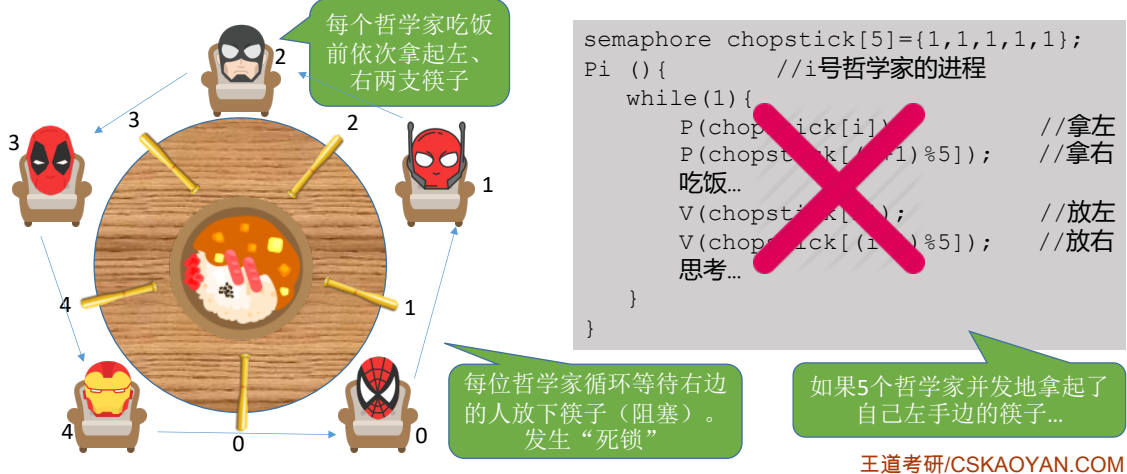 每个哲学家吃饭
前依次拿起左、
右两支筷子
2
3
2
3
1
4
1
4
0
0
每位哲学家循环等待右边
的人放下筷子（阻塞）。
发生“死锁”
semaphore chopstick[5]={1,1,1,1,1};
Pi (){ //i号哲学家的进程
while(1){
P(chop ick[i]) //拿左
P(chopst k[( 1)%5]); //拿右
吃饭…
V(chopsti k[ ); //放左
V(chop ick[(i )%5]); //放右
思考…
}
}
如果5个哲学家并发地拿起了
自己左手边的筷子…
王道考研/CSKAOYAN.COM